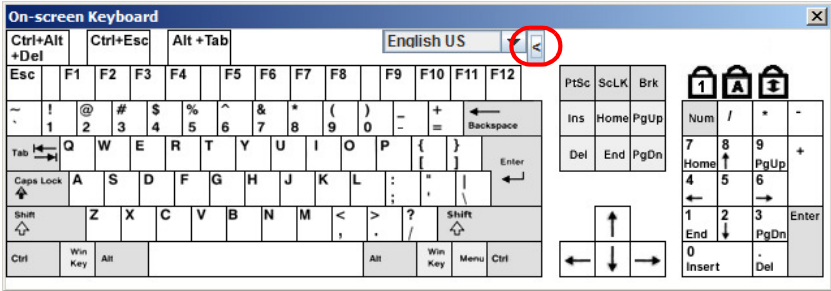 On-screen Keyboard X
Ctrl+Alt +Del Ctrl+Esc Alt +Tab English US <
Esc F1 F2 F3 F4 F5 F6 F7 F8 F9 F10 F11 F12 PtSc ScLK Brk 1 A
~ ` ! 1 @ 2 # 3 $ 4 % 5 ^ 6 & 7 * 8 ( 9 ) 0 _ - + = Backspace Ins Home PgUp Num / * -
Tab Q W E R T Y U I O P { [ } ] Enter Del End PgDn 7 Home 8 ↑ 9 PgUp +
Caps Lock A S D F G H J K L : ; " ' | \ 4 ← 5 6 →
Shift Z X C V B N M < , > . ? / Shift ↑ 1 End 2 ↓ 3 PgDn Enter
Ctrl Win Key Alt Alt Win Key Menu Ctrl ← ↓ → 0 Insert . Del